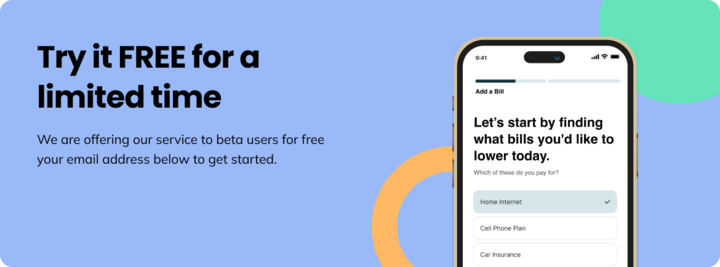 Try it FREE for a
limited time
We are offering our service to beta users for free
your email address below to get started.
9:41
Add a Bill
Let's start by finding
what bills you'd like to
lower today.
Which of these do you pay for?
Home Internet
Cell Phone Plan
Car Insurance